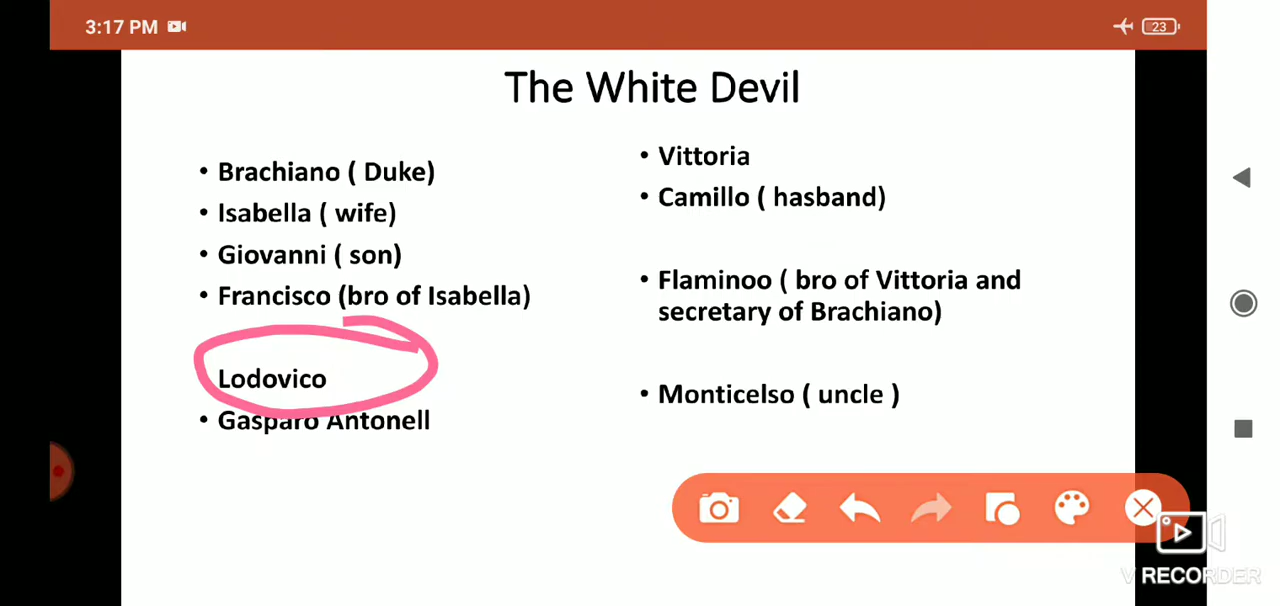 3:17 PM
23
The White Devil
• Brachiano ( Duke)
• Isabella ( wife)
• Giovanni ( son)
• Francisco (bro of Isabella)
Lodovico
• Gasparo Antonell
• Vittoria
• Camillo ( hasband)
• Flaminoo ( bro of Vittoria and
secretary of Brachiano)
• Monticelso ( uncle )
V RECORDER